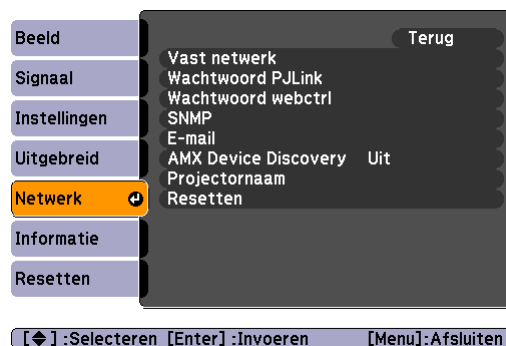 Beeld
Signaal
Instellingen
Uitgebreid
Netwerk
Informatie
Resetten
Terug
Vast netwerk
Wachtwoord PJLink
Wachtwoord webctrl
SNMP
E-mail
AMX Device Discovery Uit
Projectornaam
Resetten
[◆] :Selecteren [Enter] :Invoeren [Menu]:Afsluiten